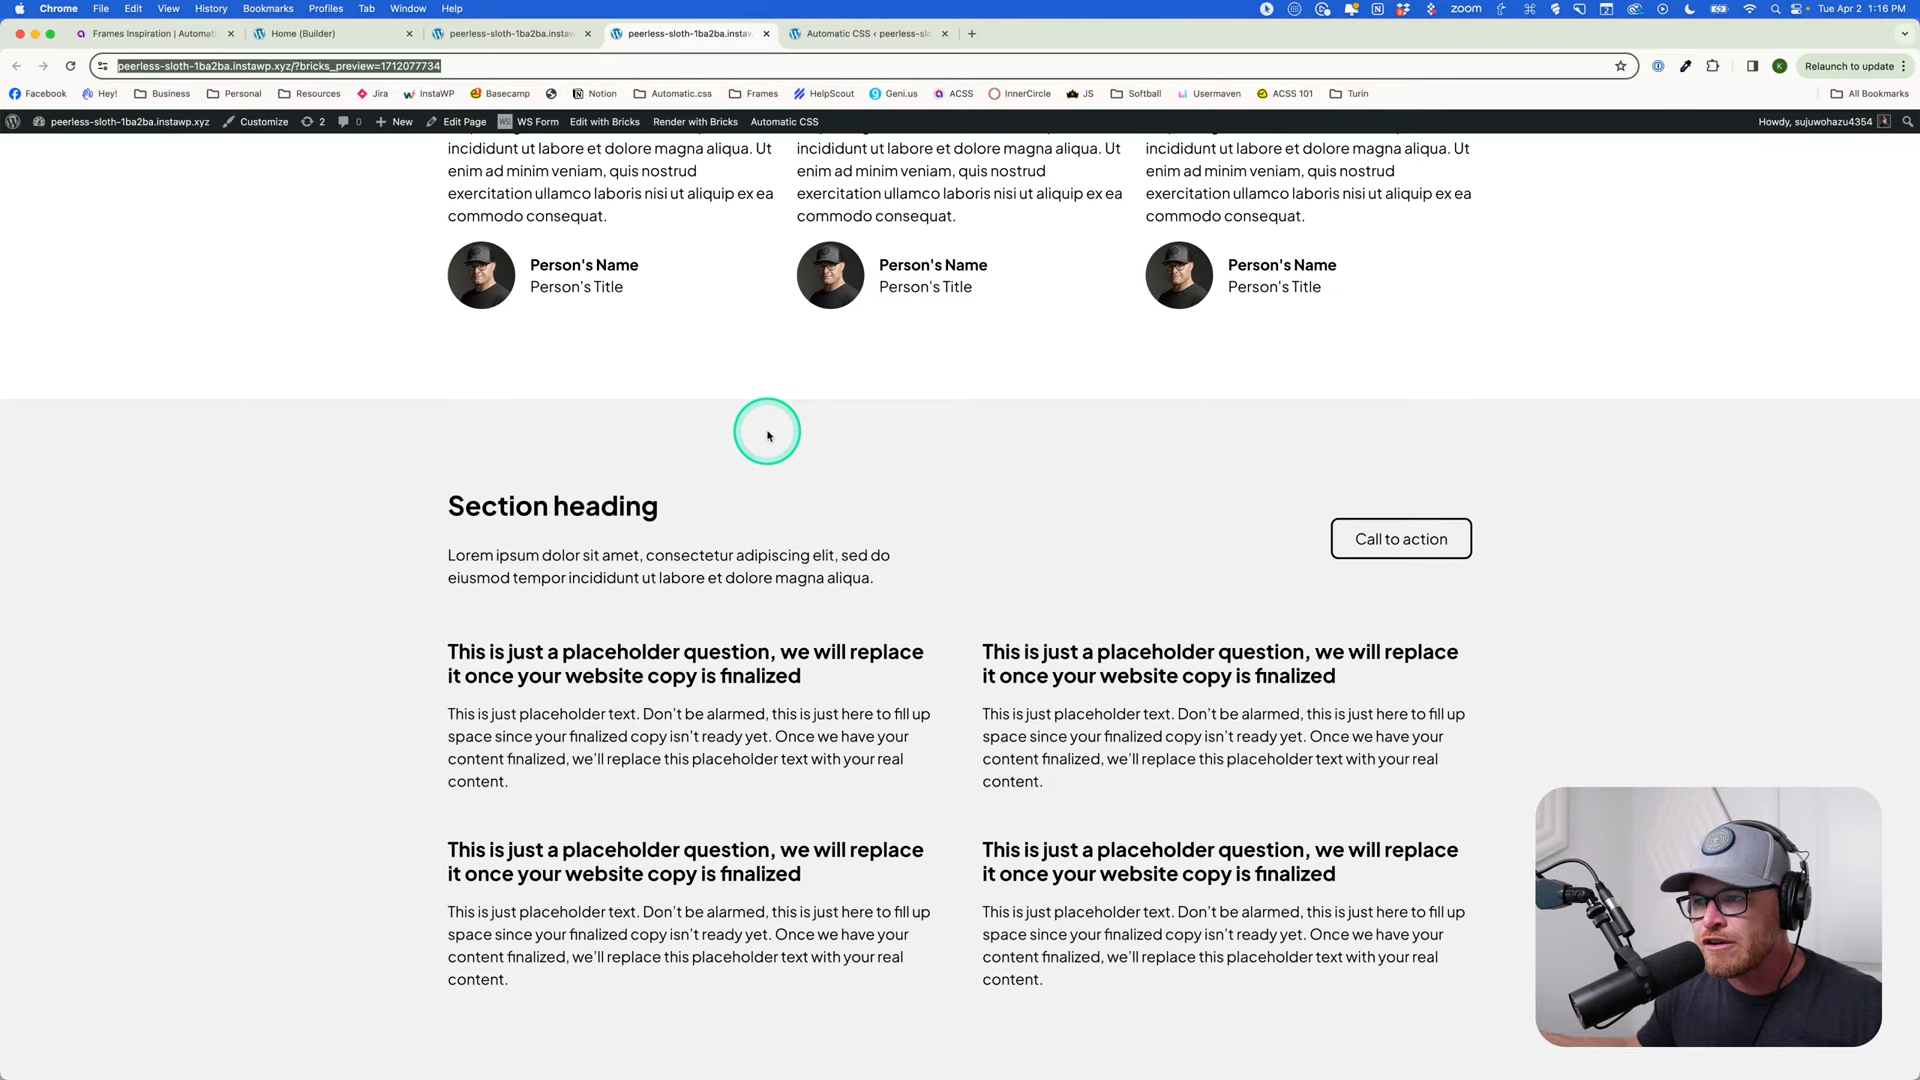 Chrome File Edit View History Bookmarks Profiles Tab Window Help zoom Tue Apr 2 1:16 PM
Frames Inspiration | Automat Home (Builder) peerless-sloth-1ba2ba.instaw peerless-sloth-1ba2ba.instaw Automatic CSS ‹ peerless-slo
peerless-sloth-1ba2ba.instawp.xyz/?bricks_preview=1712077734 Relaunch to update
Facebook Hey! Business Personal Resources Jira InstaWP Basecamp Notion Automatic.css Frames HelpScout Geni.us ACSS InnerCircle JS Softball Usermaven ACSS 101 Turin All Bookmarks
peerless-sloth-1ba2ba.instawp.xyz Customize 2 0 New Edit Page WS Form Edit with Bricks Render with Bricks Automatic CSS Howdy, sujuwohazu4354
incididunt ut labore et dolore magna aliqua. Ut
enim ad minim veniam, quis nostrud
exercitation ullamco laboris nisi ut aliquip ex ea
commodo consequat.
Person's Name
Person's Title
incididunt ut labore et dolore magna aliqua. Ut
enim ad minim veniam, quis nostrud
exercitation ullamco laboris nisi ut aliquip ex ea
commodo consequat.
Person's Name
Person's Title
incididunt ut labore et dolore magna aliqua. Ut
enim ad minim veniam, quis nostrud
exercitation ullamco laboris nisi ut aliquip ex ea
commodo consequat.
Person's Name
Person's Title
Section heading
Lorem ipsum dolor sit amet, consectetur adipiscing elit, sed do
eiusmod tempor incididunt ut labore et dolore magna aliqua.
Call to action
This is just a placeholder question, we will replace
it once your website copy is finalized
This is just placeholder text. Don’t be alarmed, this is just here to fill up
space since your finalized copy isn’t ready yet. Once we have your
content finalized, we’ll replace this placeholder text with your real
content.
This is just a placeholder question, we will replace
it once your website copy is finalized
This is just placeholder text. Don’t be alarmed, this is just here to fill up
space since your finalized copy isn’t ready yet. Once we have your
content finalized, we’ll replace this placeholder text with your real
content.
This is just a placeholder question, we will replace
it once your website copy is finalized
This is just placeholder text. Don’t be alarmed, this is just here to fill up
space since your finalized copy isn’t ready yet. Once we have your
content finalized, we’ll replace this placeholder text with your real
content.
This is just a placeholder question, we will replace
it once your website copy is finalized
This is just placeholder text. Don’t be alarmed, this is just here to fill up
space since your finalized copy isn’t ready yet. Once we have your
content finalized, we’ll replace this placeholder text with your real
content.